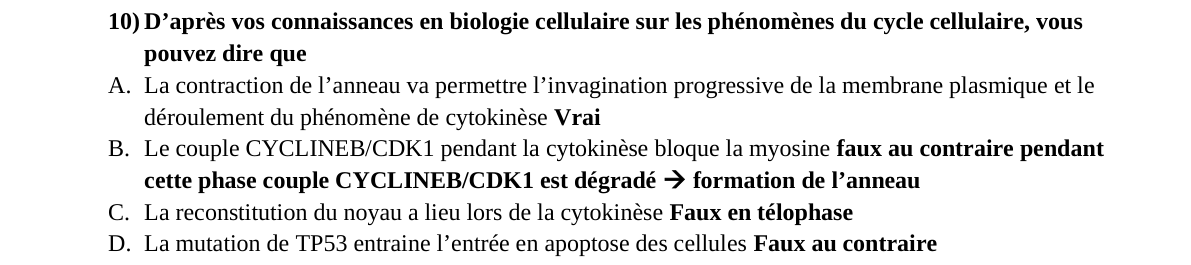 10) D’après vos connaissances en biologie cellulaire sur les phénomènes du cycle cellulaire, vous
pouvez dire que
A. La contraction de l’anneau va permettre l’invagination progressive de la membrane plasmique et le
déroulement du phénomène de cytokinèse Vrai
B. Le couple CYCLINEB/CDK1 pendant la cytokinèse bloque la myosine faux au contraire pendant
cette phase couple CYCLINEB/CDK1 est dégradé → formation de l’anneau
C. La reconstitution du noyau a lieu lors de la cytokinèse Faux en télophase
D. La mutation de TP53 entraine l’entrée en apoptose des cellules Faux au contraire